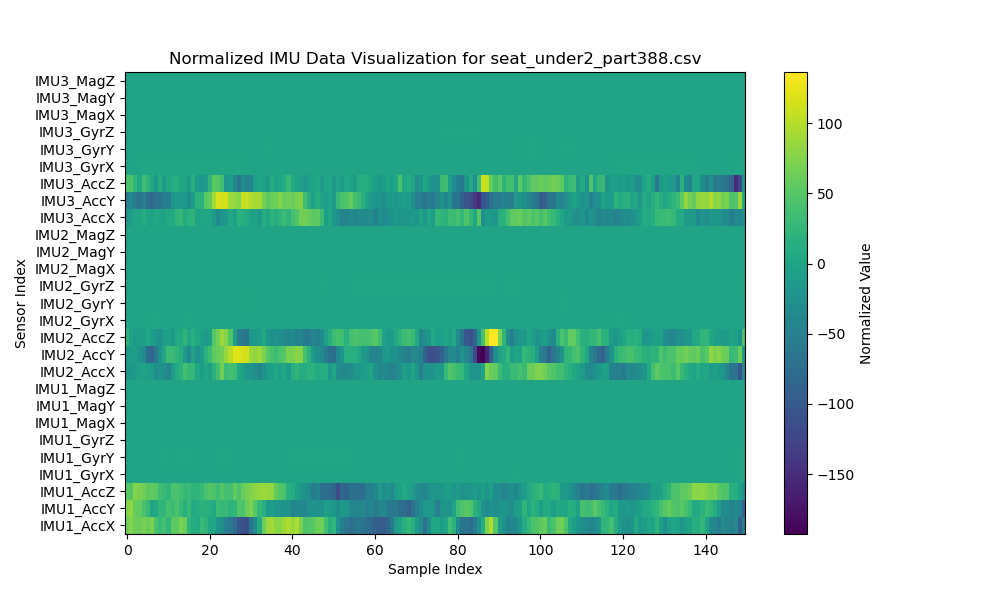 Normalized IMU Data Visualization for seat_under2_part388.csv
IMU3_MagZ
IMU3_MagY
IMU3_MagX
IMU3_GyrZ
IMU3_GyrY
IMU3_GyrX
IMU3_AccZ
IMU3_AccY
IMU3_AccX
IMU2_MagZ
IMU2_MagY
IMU2_MagX
IMU2_GyrZ
IMU2_GyrY
IMU2_GyrX
IMU2_AccZ
IMU2_AccY
IMU2_AccX
IMU1_MagZ
IMU1_MagY
IMU1_MagX
IMU1_GyrZ
IMU1_GyrY
IMU1_GyrX
IMU1_AccZ
IMU1_AccY
IMU1_AccX
Sensor Index
0 20 40 60 80 100 120 140
Sample Index
100
50
0
−50
−100
−150
Normalized Value